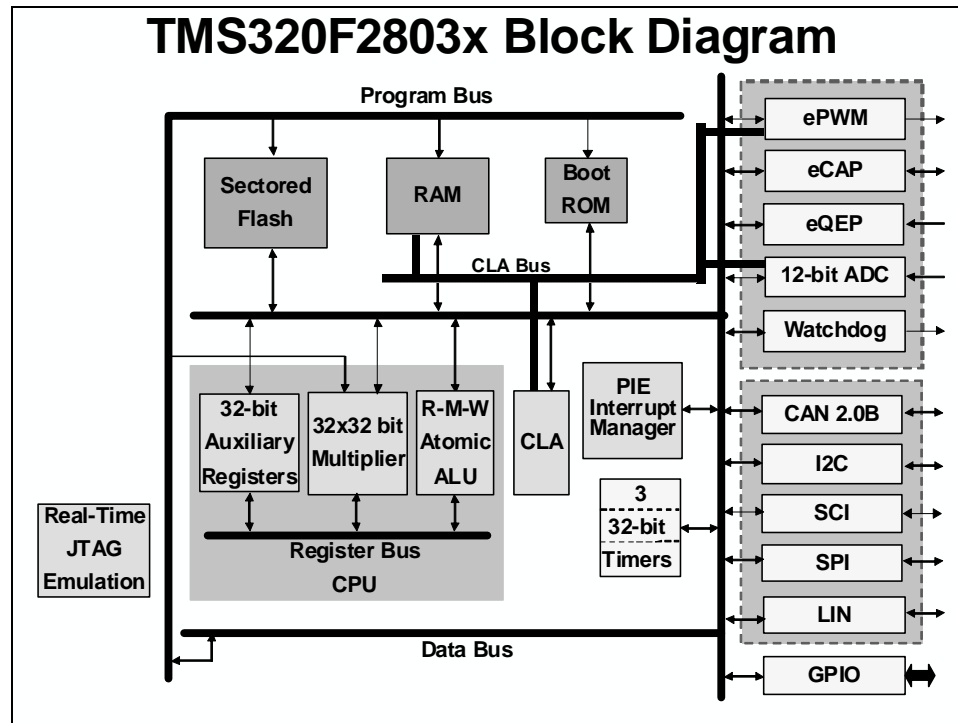 TMS320F2803x Block Diagram
Program Bus
ePWM
eCAP
eQEP
12-bit ADC
Watchdog
Sectored
Flash
RAM
Boot
ROM
CLA Bus
32-bit
Auxiliary
Registers
32x32 bit
Multiplier
R-M-W
Atomic
ALU
CLA
PIE
Interrupt
Manager
3
32-bit
Timers
CAN 2.0B
I2C
SCI
SPI
LIN
GPIO
Real-Time
JTAG
Emulation
Register Bus
CPU
Data Bus